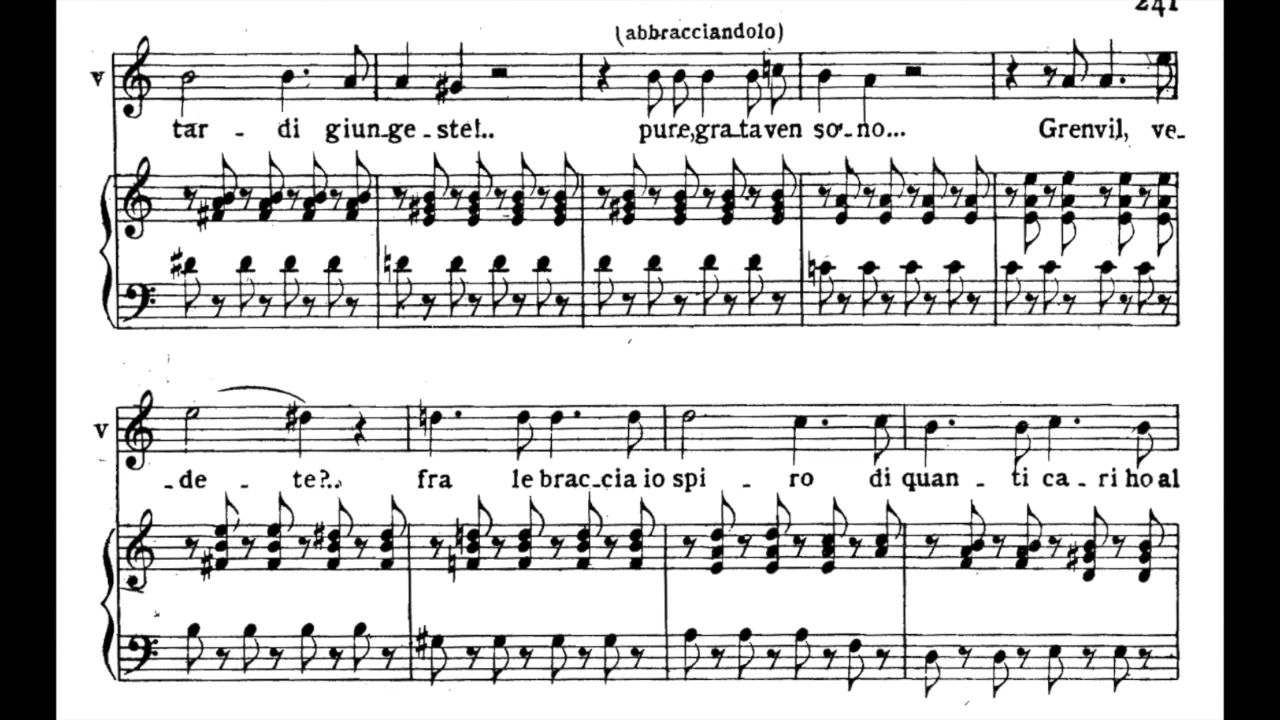 241
(abbracciandolo)
V
tar - di giun-ge-ste!.. pure, gra-ta ven so-no... Grenvil, ve-
V
-de - te?.. fra le brac-cia io spi - ro di quan - ti ca - ri ho al